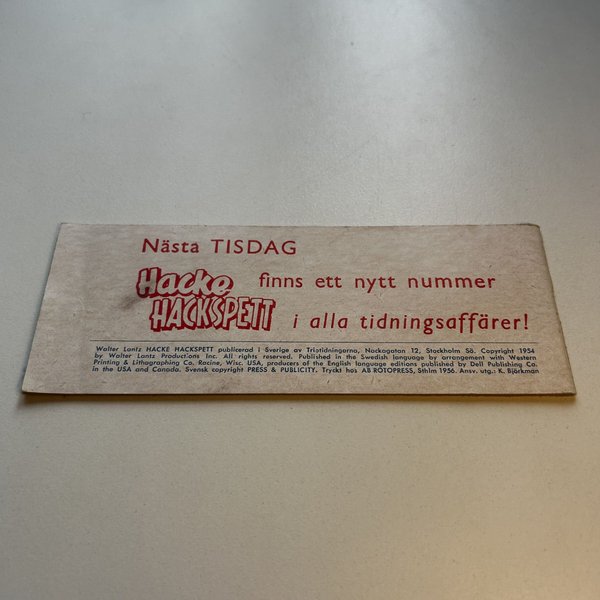 Nästa TISDAG
Hacke HACKSPETT finns ett nytt nummer
i alla tidningsaffärer!
Walter Lantz HACKE HACKSPETT publicerad i Sverige av Triotidningarna, Nackagatan 12, Stockholm Sö. Copyright 1954
by Walter Lantz Productions Inc. All rights reserved. Published in the Swedish language by arrangement with Western
Printing & Lithographing Co. Racine, Wisc. USA, producers of the English language editions published by Dell Publishing Co.
in the USA and Canada. Svensk copyright PRESS & PUBLICITY. Tryckt hos AB ROTOPRESS, Sthlm 1956. Ansv. utg.: K. Björkman